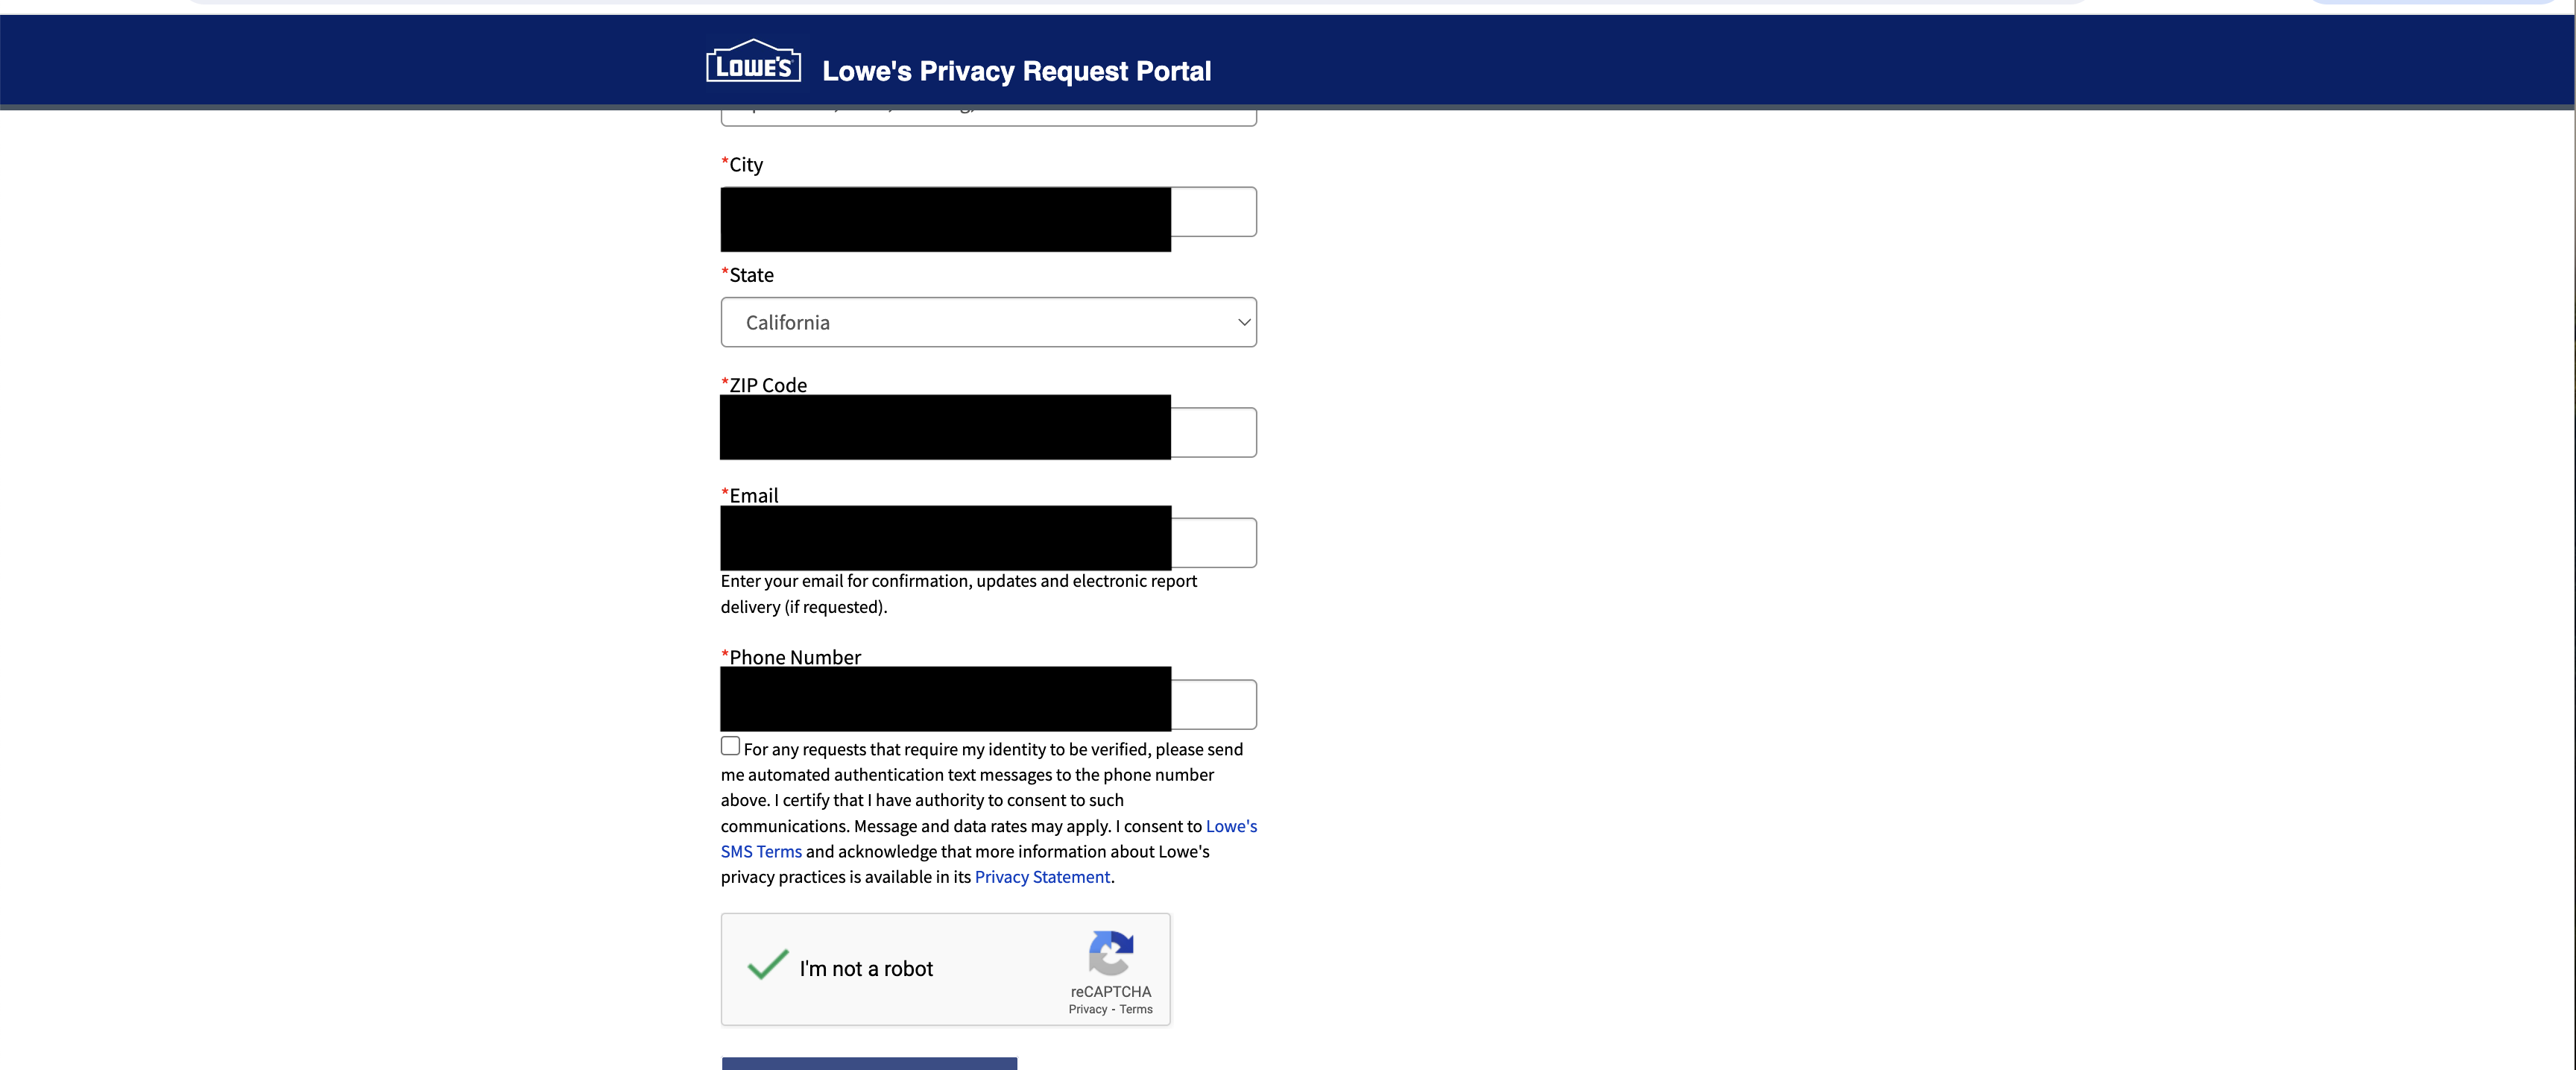 LOWE'S
Lowe's Privacy Request Portal
*City
*State
California
*ZIP Code
*Email
Enter your email for confirmation, updates and electronic report
delivery (if requested).
*Phone Number
For any requests that require my identity to be verified, please send
me automated authentication text messages to the phone number
above. I certify that I have authority to consent to such
communications. Message and data rates may apply. I consent to Lowe's
SMS Terms and acknowledge that more information about Lowe's
privacy practices is available in its Privacy Statement.
I'm not a robot
reCAPTCHA
Privacy - Terms